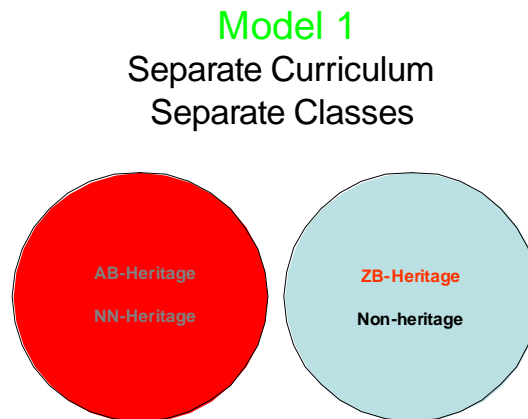 Model 1
Separate Curriculum
Separate Classes
AB-Heritage
NN-Heritage
ZB-Heritage
Non-heritage